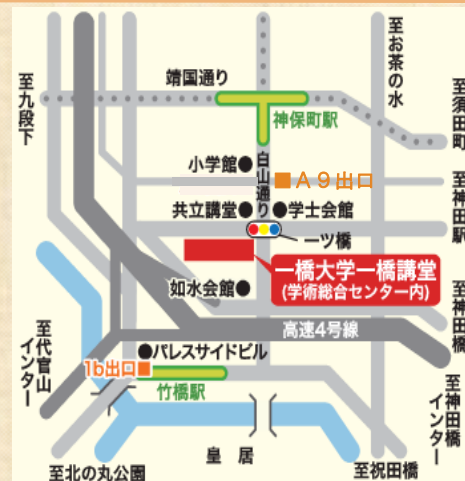 至お茶の水
靖国通り
至九段下
至須田町
神保町駅
小学館
白山通り
A9出口
至神田駅
共立講堂
学士会館
一ツ橋
一橋大学一橋講堂
(学術総合センター内)
如水会館
至神田橋
高速4号線
至代官山
インター
パレスサイドビル
1b出口
竹橋駅
至神田橋
インター
皇居
至北の丸公園
至祝田橋